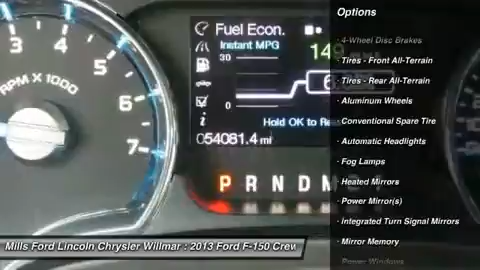 Fuel Econ.
Instant MPG
30
0
Hold OK to Res
054081.4 mi
P R N D M
RPM X 1000
3
4
5
6
7
Options
· 4-Wheel Disc Brakes
· Tires - Front All-Terrain
· Tires - Rear All-Terrain
· Aluminum Wheels
· Conventional Spare Tire
· Automatic Headlights
· Fog Lamps
· Heated Mirrors
· Power Mirror(s)
· Integrated Turn Signal Mirrors
· Mirror Memory
· Power Windows
Mills Ford Lincoln Chrysler Willmar : 2013 Ford F-150 Crew